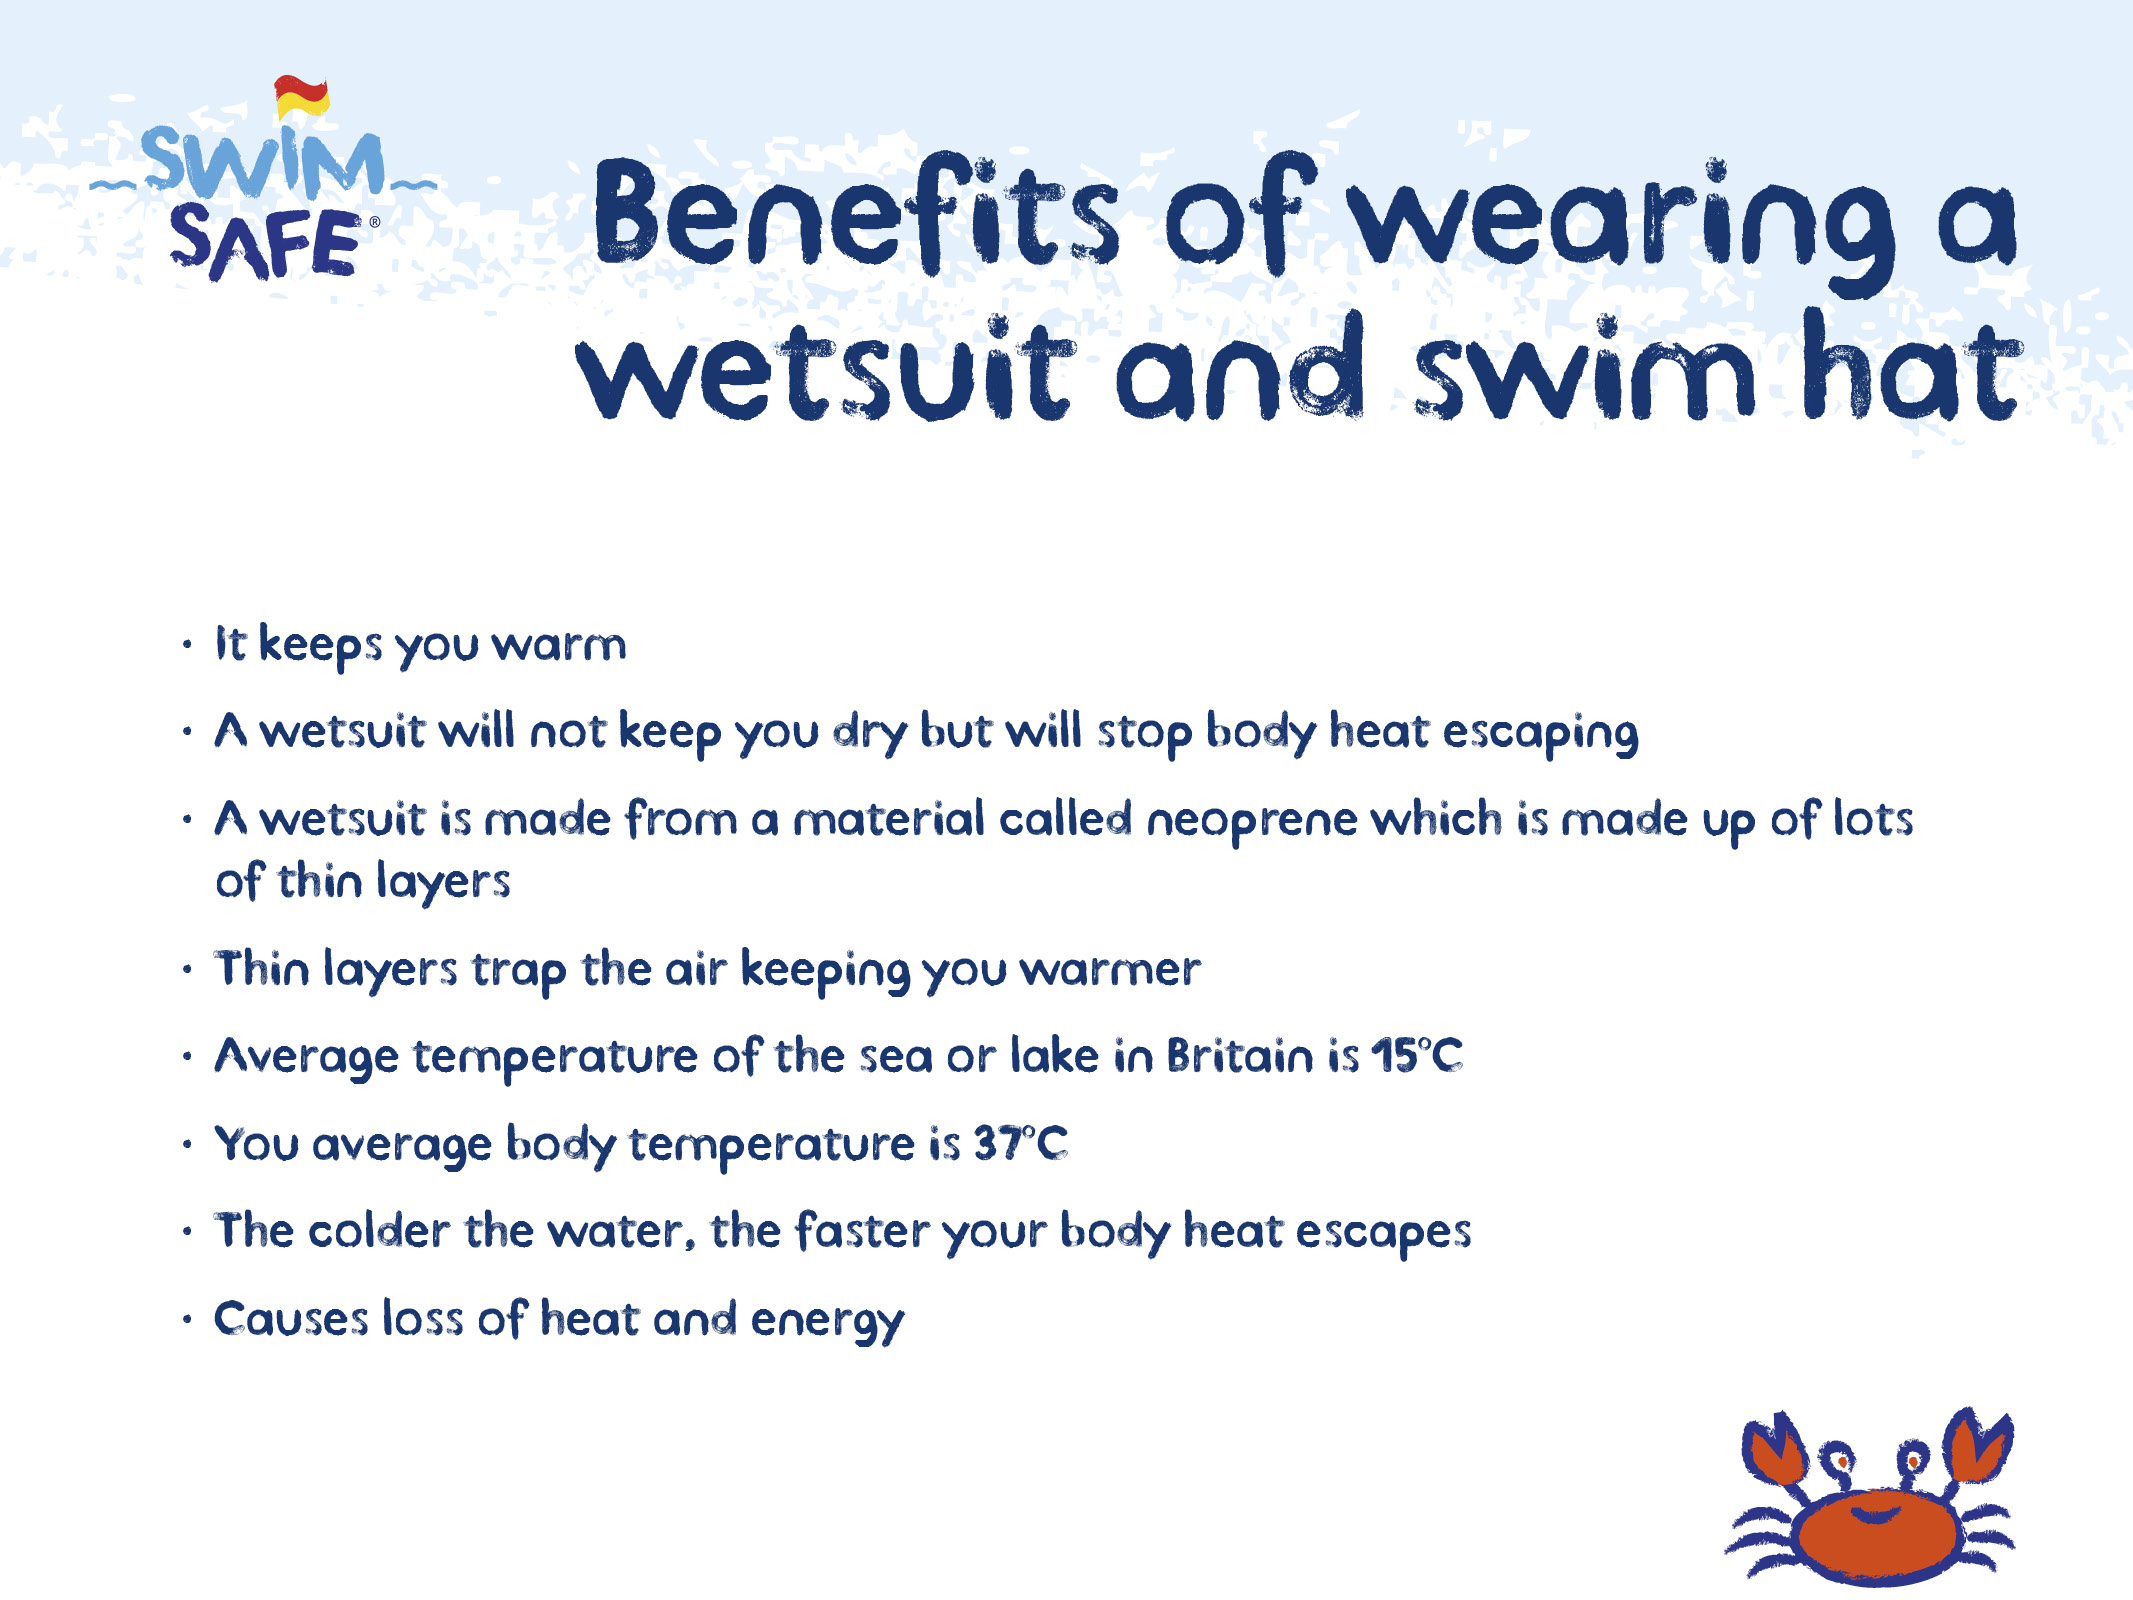 SWIM
SAFE®
Benefits of wearing a
wetsuit and swim hat
• It keeps you warm
• A wetsuit will not keep you dry but will stop body heat escaping
• A wetsuit is made from a material called neoprene which is made up of lots
of thin layers
• Thin layers trap the air keeping you warmer
• Average temperature of the sea or lake in Britain is 15°C
• You average body temperature is 37°C
• The colder the water, the faster your body heat escapes
• Causes loss of heat and energy